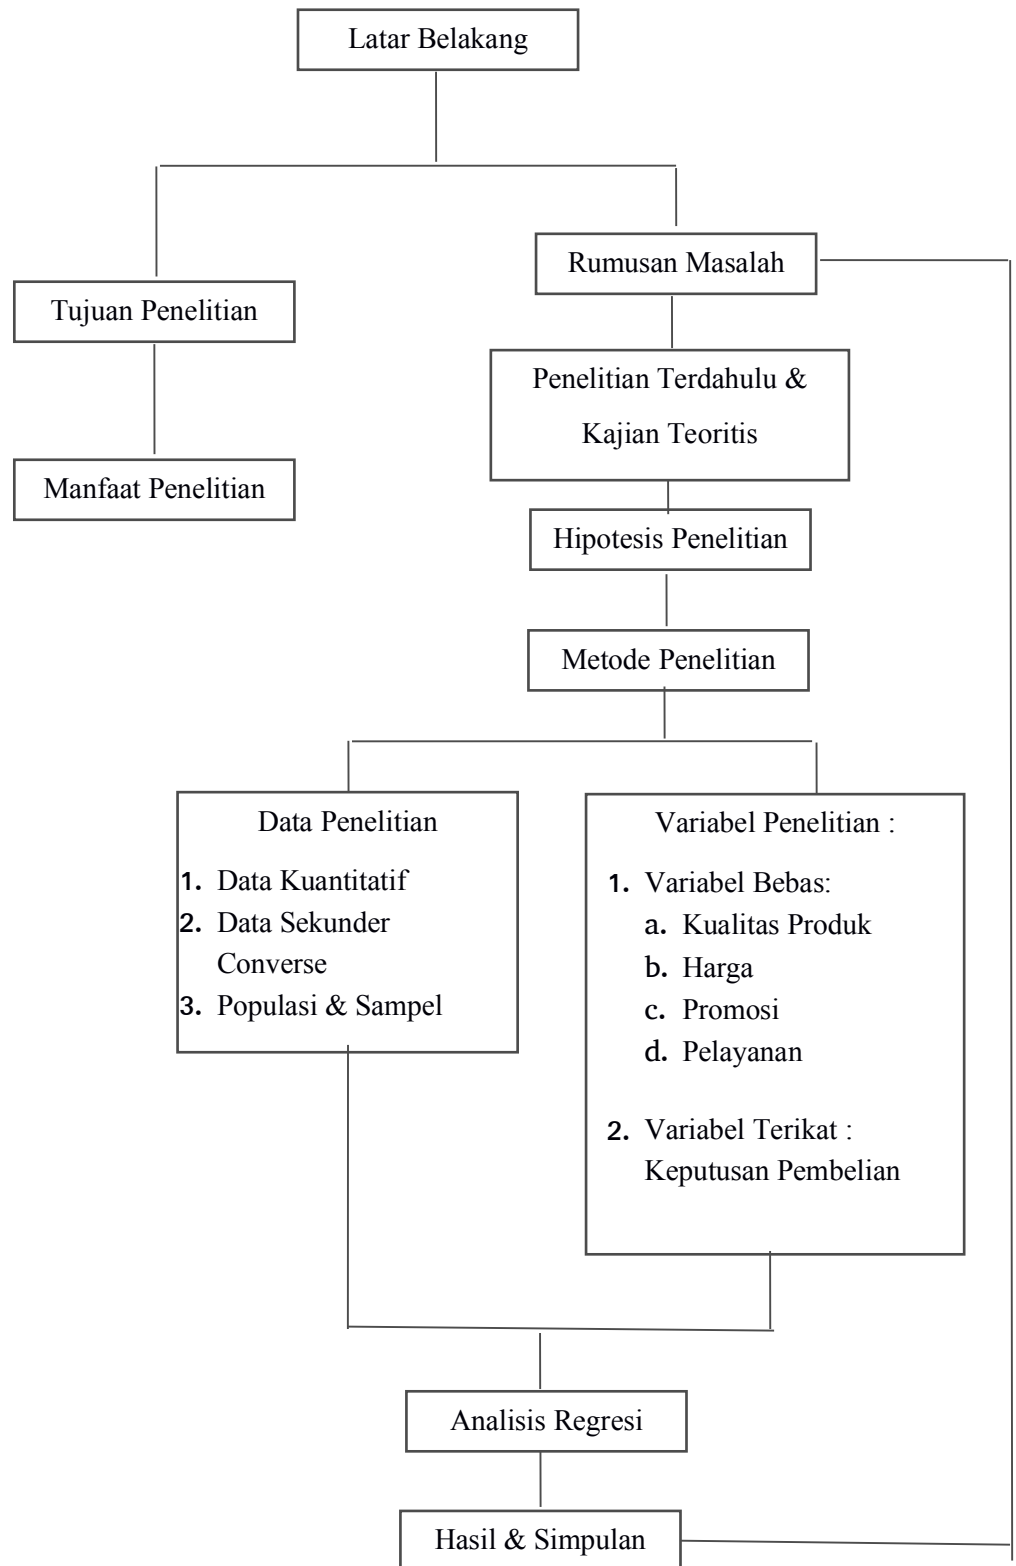 Latar Belakang
Rumusan Masalah
Tujuan Penelitian
Penelitian Terdahulu &
Kajian Teoritis
Manfaat Penelitian
Hipotesis Penelitian
Metode Penelitian
Data Penelitian
1. Data Kuantitatif
2. Data Sekunder
Converse
3. Populasi & Sampel
Variabel Penelitian :
1. Variabel Bebas:
a. Kualitas Produk
b. Harga
c. Promosi
d. Pelayanan
2. Variabel Terikat :
Keputusan Pembelian
Analisis Regresi
Hasil & Simpulan